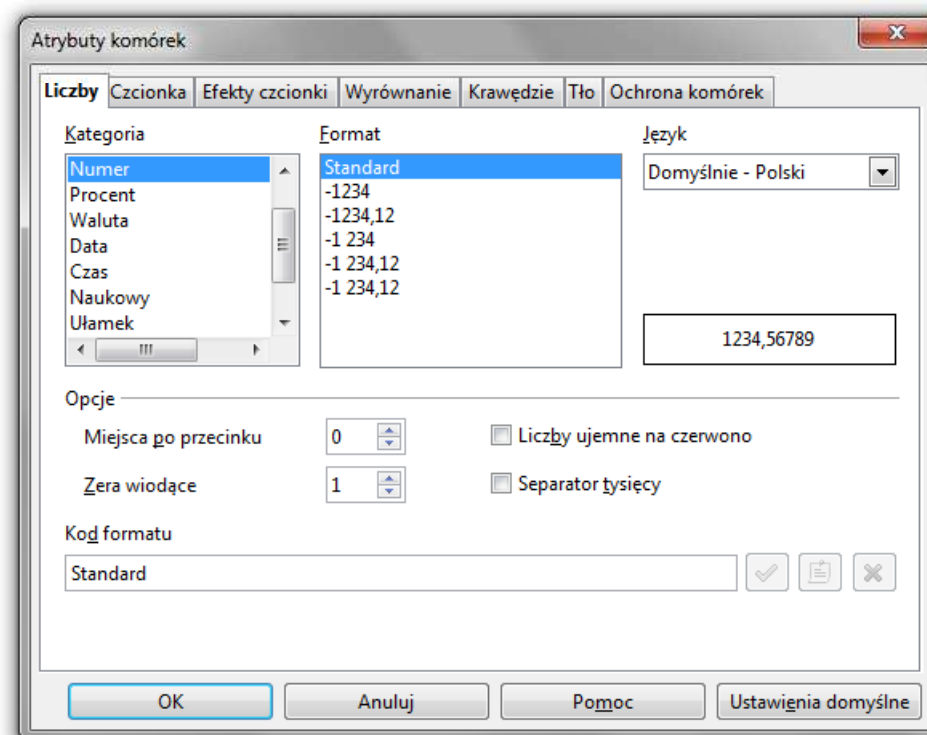 Atrybuty komórek
Liczby Czcionka Efekty czcionki Wyrównanie Krawędzie Tło Ochrona komórek
Kategoria Format Język
Numer Standard Domyślnie - Polski
Procent -1234
Waluta -1234,12
Data -1 234
Czas -1 234,12
Naukowy -1 234,12
Ułamek
1234,56789
Opcje
Miejsca po przecinku 0 Liczby ujemne na czerwono
Zera wiodące 1 Separator tysięcy
Kod formatu
Standard
OK Anuluj Pomoc Ustawienia domyślne